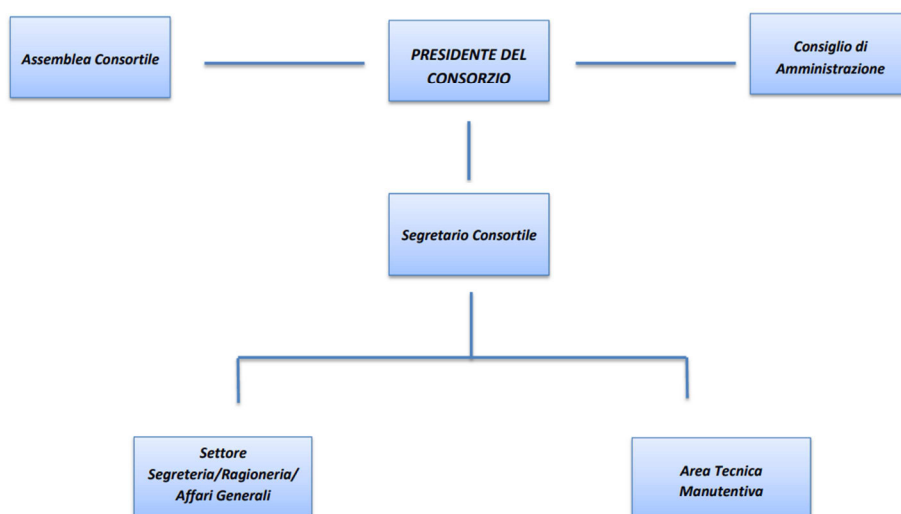 Assemblea Consortile
PRESIDENTE DEL
CONSORZIO
Consiglio di
Amministrazione
Segretario Consortile
Settore
Segreteria/Ragioneria/
Affari Generali
Area Tecnica
Manutentiva